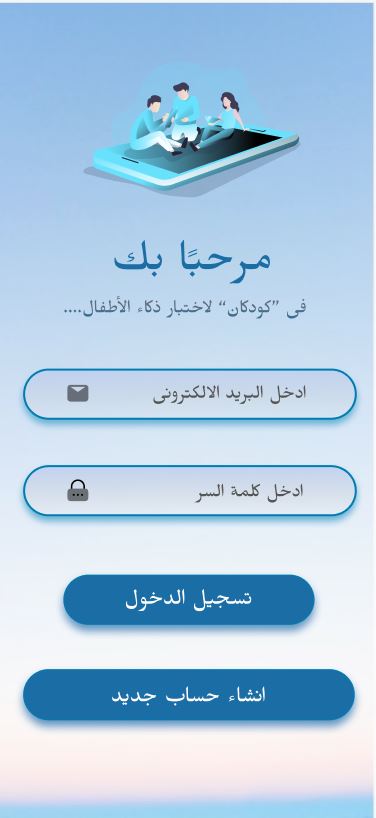 مرحبًا بك
فى ”كودكان“ لاختبار ذكاء الأطفال....
ادخل البريد الالكترونى
ادخل كلمة السر
تسجيل الدخول
انشاء حساب جديد